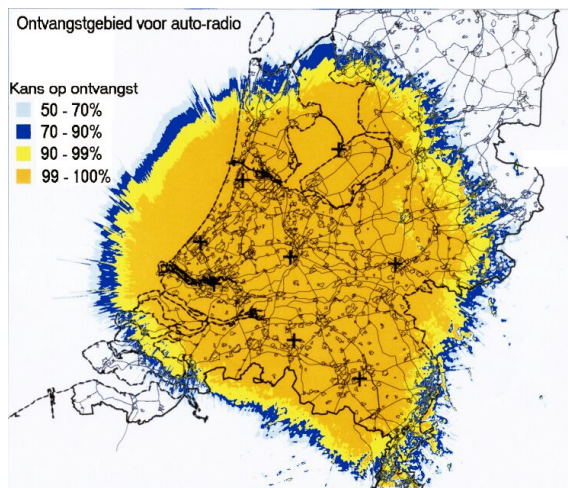 Ontvangstgebied voor auto-radio
Kans op ontvangst
50 - 70%
70 - 90%
90 - 99%
99 - 100%